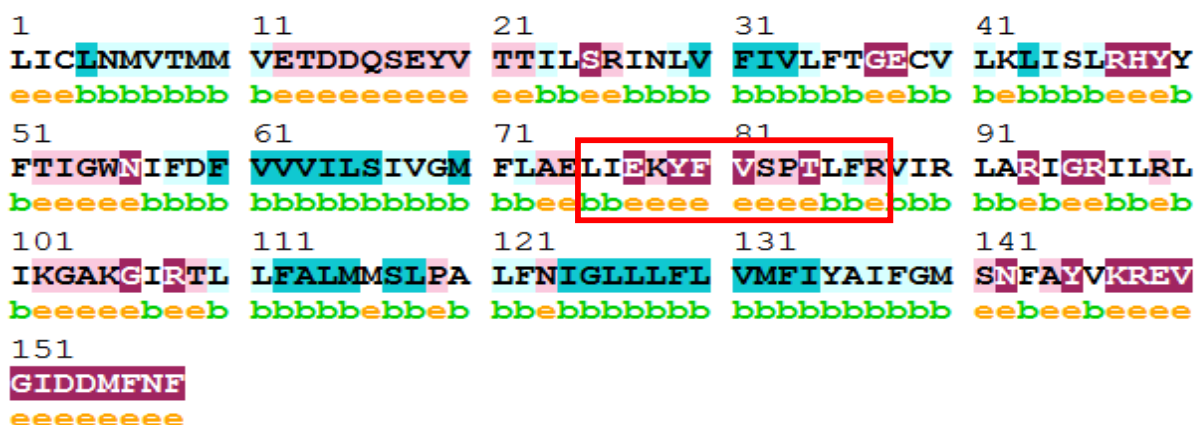 1 11 21 31 41
LICLNMVTMM VETDDQSEYV TTILSRINLV FIVLFTGECV LKLISLRHYY
eeebbbbbbb beeeeeeeee eebbeebbbb bbbbbbeebb bebbbbeeeb
51 61 71 81 91
FTIGWNIFDF VVVILSIVGM FLAELIEKYF VSPTLFRVIR LARIGRILRL
beeeeebbbb bbbbbbbbbb bbeebbeeee eeeebbebbb bbebeebbeb
101 111 121 131 141
IKGAKGIRTL LFALMMSLPA LFNIGLLLFL VMFIYAIFGM SNFAYVKREV
beeeeebeeb bbbbbebbeb bbebbbbbbb bbbbbbbbbb eebeebeeee
151
GIDDMFNF
eeeeeeee